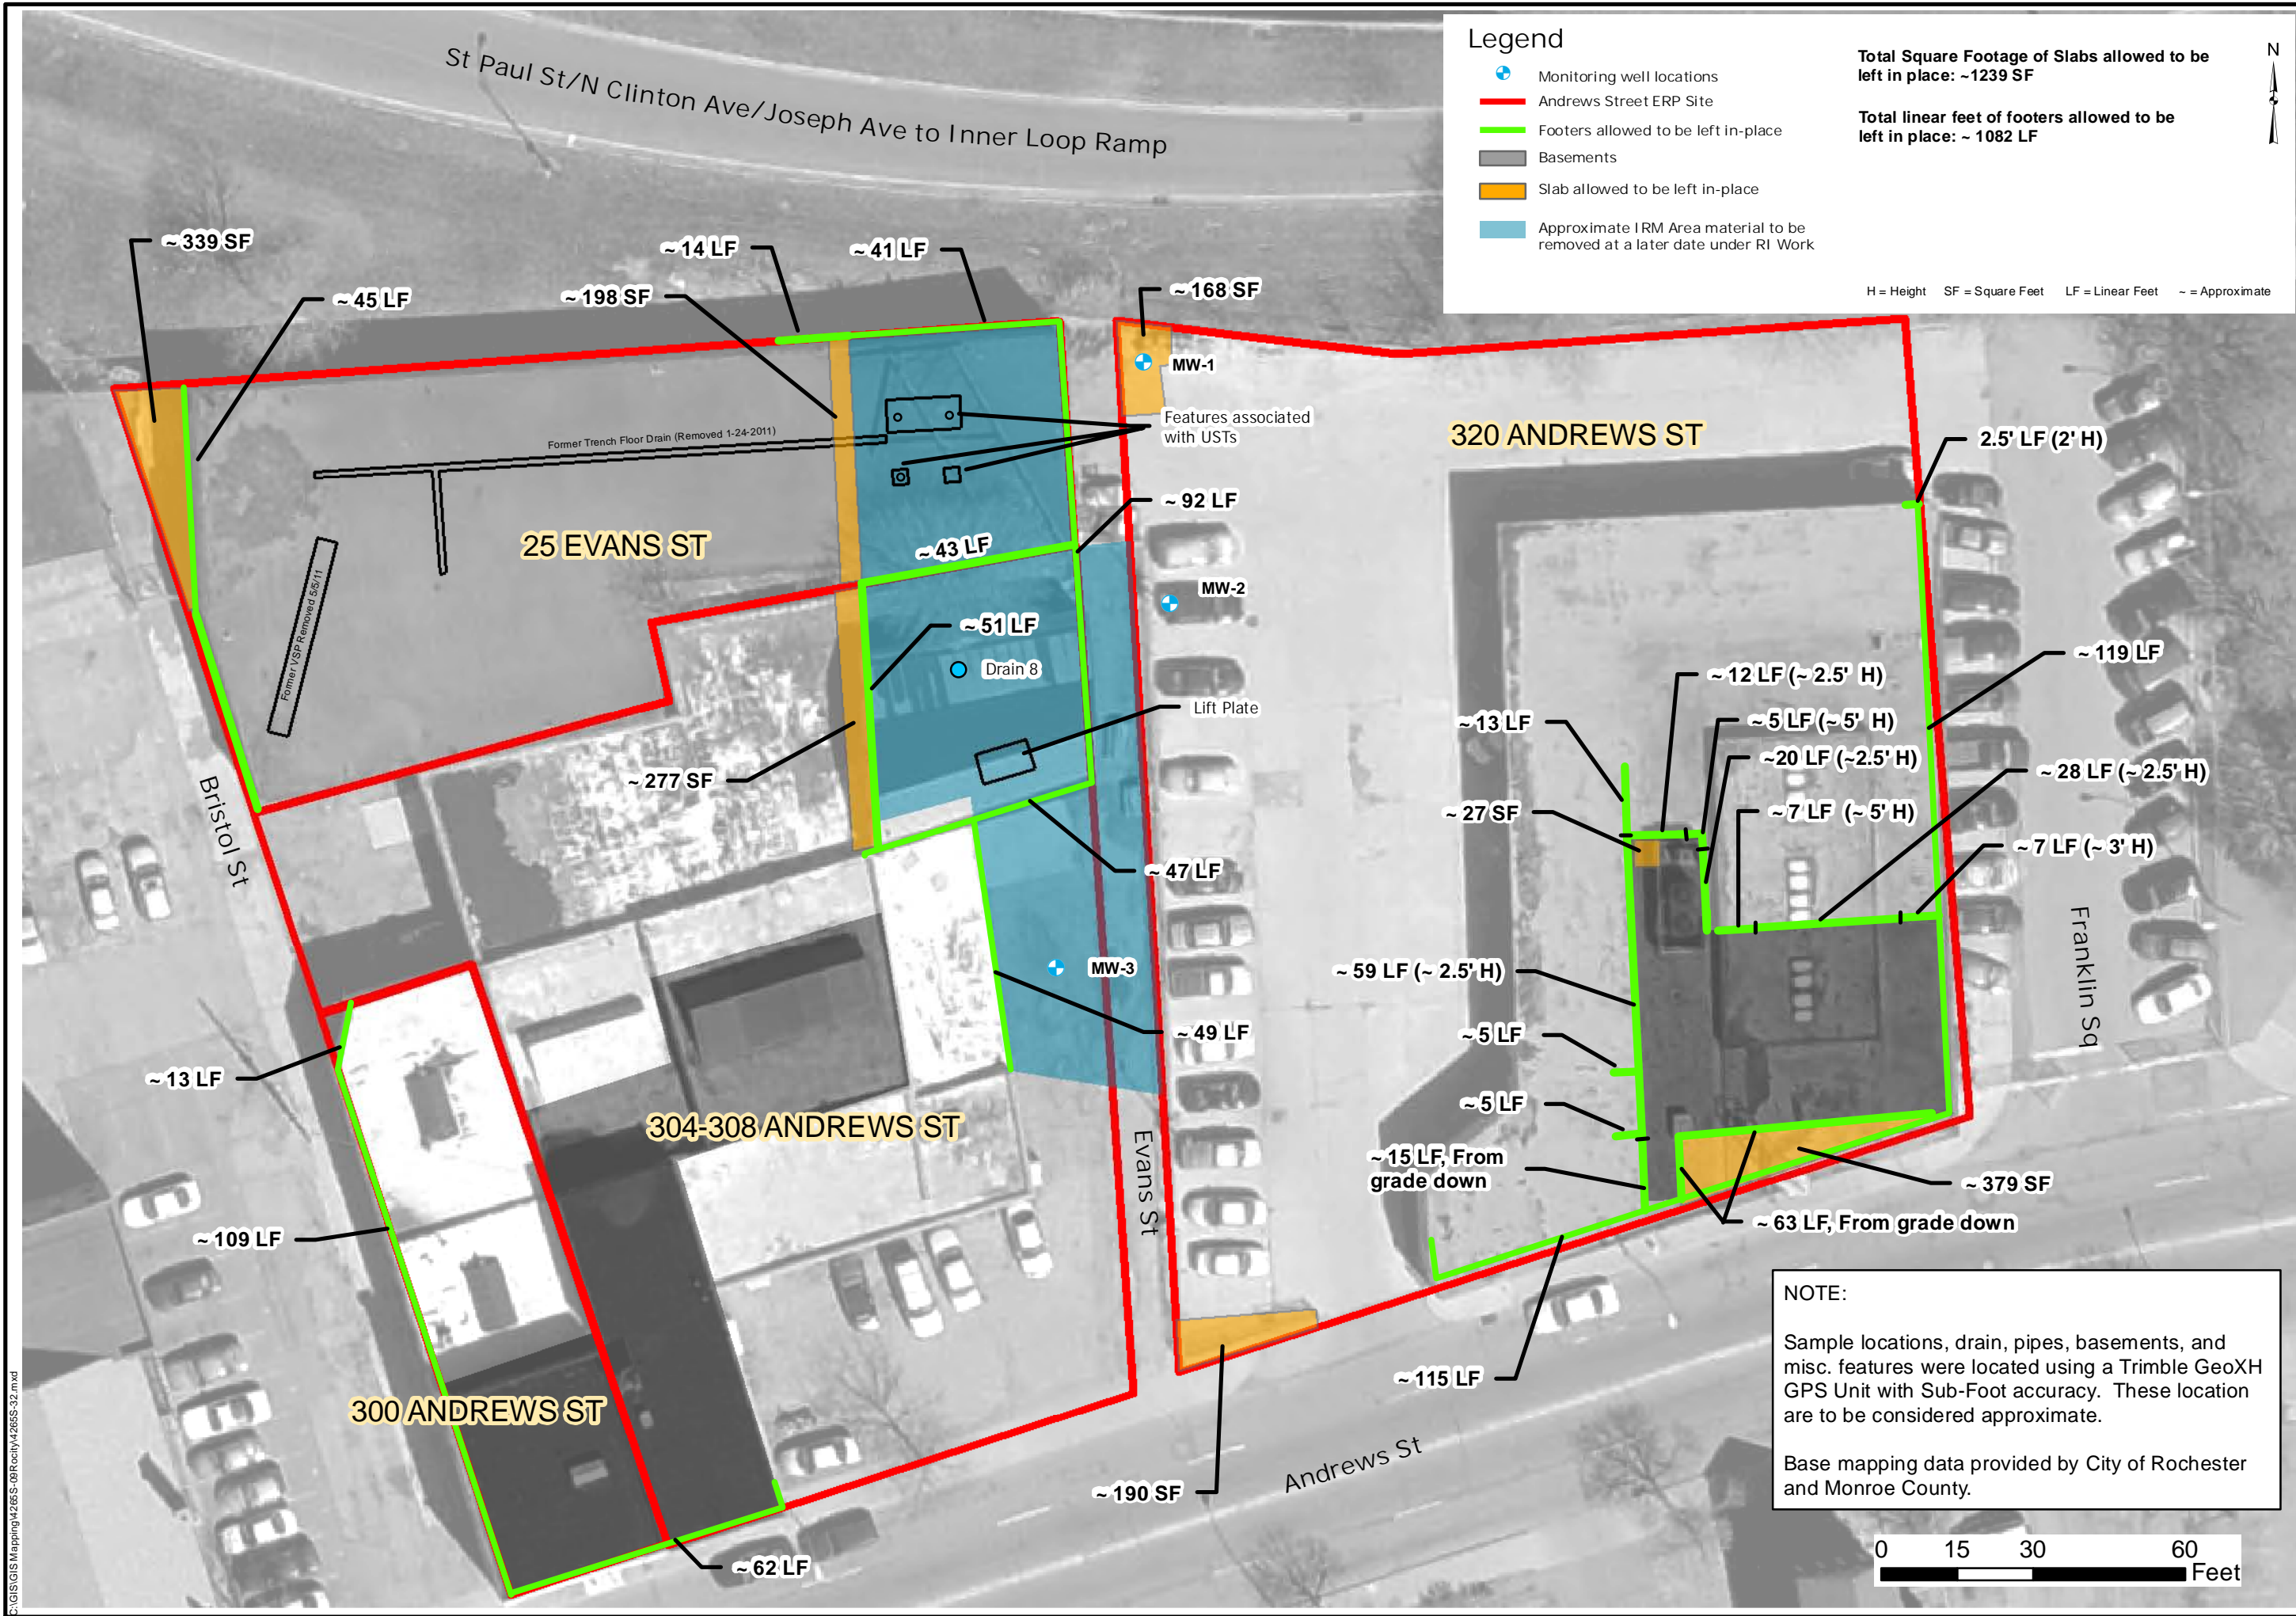 St Paul St/N Clinton Ave/Joseph Ave to Inner Loop Ramp
Legend
Monitoring well locations
Andrews Street ERP Site
Footers allowed to be left in-place
Basements
Slab allowed to be left in-place
Approximate IRM Area material to be
removed at a later date under RI Work
Total Square Footage of Slabs allowed to be
left in place: ~1239 SF
Total linear feet of footers allowed to be
left in place: ~ 1082 LF
N
H = Height SF = Square Feet LF = Linear Feet ~ = Approximate
~ 339 SF
~ 45 LF
~ 198 SF
~ 14 LF
~ 41 LF
~ 168 SF
MW-1
Features associated
with USTs
Former Trench Floor Drain (Removed 1-24-2011)
320 ANDREWS ST
2.5' LF (2' H)
~ 92 LF
25 EVANS ST
~ 43 LF
Former VSP Removed 5/5/11
MW-2
~ 51 LF
Drain 8
Lift Plate
~ 277 SF
~ 119 LF
~ 12 LF (~ 2.5' H)
~ 13 LF
~ 5 LF (~ 5' H)
~20 LF (~2.5' H)
~ 28 LF (~ 2.5' H)
~ 27 SF
~ 7 LF (~ 5' H)
~ 7 LF (~ 3' H)
Bristol St
~ 47 LF
MW-3
~ 59 LF (~ 2.5' H)
Franklin Sq
~ 49 LF
~ 5 LF
~ 13 LF
~ 5 LF
304-308 ANDREWS ST
Evans St
~ 15 LF, From
grade down
~ 379 SF
~ 63 LF, From grade down
~ 109 LF
~ 115 LF
300 ANDREWS ST
~ 190 SF
Andrews St
~ 62 LF
NOTE:
Sample locations, drain, pipes, basements, and
misc. features were located using a Trimble GeoXH
GPS Unit with Sub-Foot accuracy. These location
are to be considered approximate.
Base mapping data provided by City of Rochester
and Monroe County.
0 15 30 60
Feet
C:\GIS\GIS Mapping\4265S-09Rocity\4265S-32.mxd